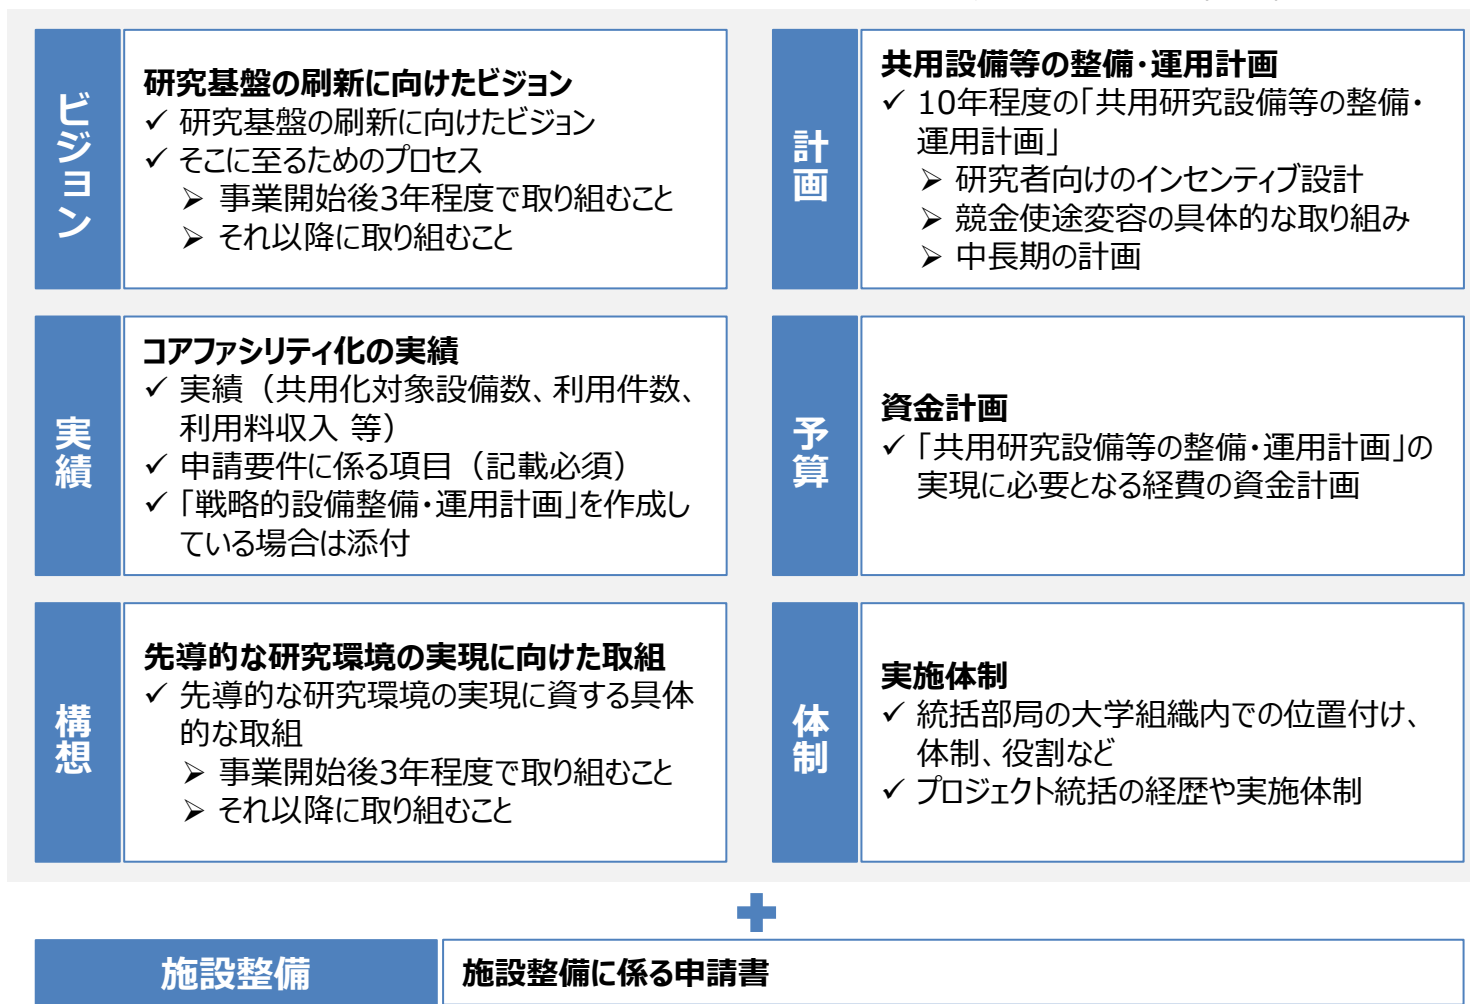 ビジョン
研究基盤の刷新に向けたビジョン
✓ 研究基盤の刷新に向けたビジョン
✓ そこに至るためのプロセス
➢ 事業開始後3年程度で取り組むこと
➢ それ以降に取り組むこと
実績
コアファシリティ化の実績
✓ 実績（共用化対象設備数、利用件数、
利用料収入 等）
✓ 申請要件に係る項目（記載必須）
✓ 「戦略的設備整備・運用計画」を作成し
ている場合は添付
構想
先導的な研究環境の実現に向けた取組
✓ 先導的な研究環境の実現に資する具体
的な取組
➢ 事業開始後3年程度で取り組むこと
➢ それ以降に取り組むこと
計画
共用設備等の整備・運用計画
✓ 10年程度の「共用研究設備等の整備・
運用計画」
➢ 研究者向けのインセンティブ設計
➢ 競金使途変容の具体的な取り組み
➢ 中長期の計画
予算
資金計画
✓ 「共用研究設備等の整備・運用計画」の
実現に必要となる経費の資金計画
体制
実施体制
✓ 統括部局の大学組織内での位置付け、
体制、役割など
✓ プロジェクト統括の経歴や実施体制
施設整備
施設整備に係る申請書